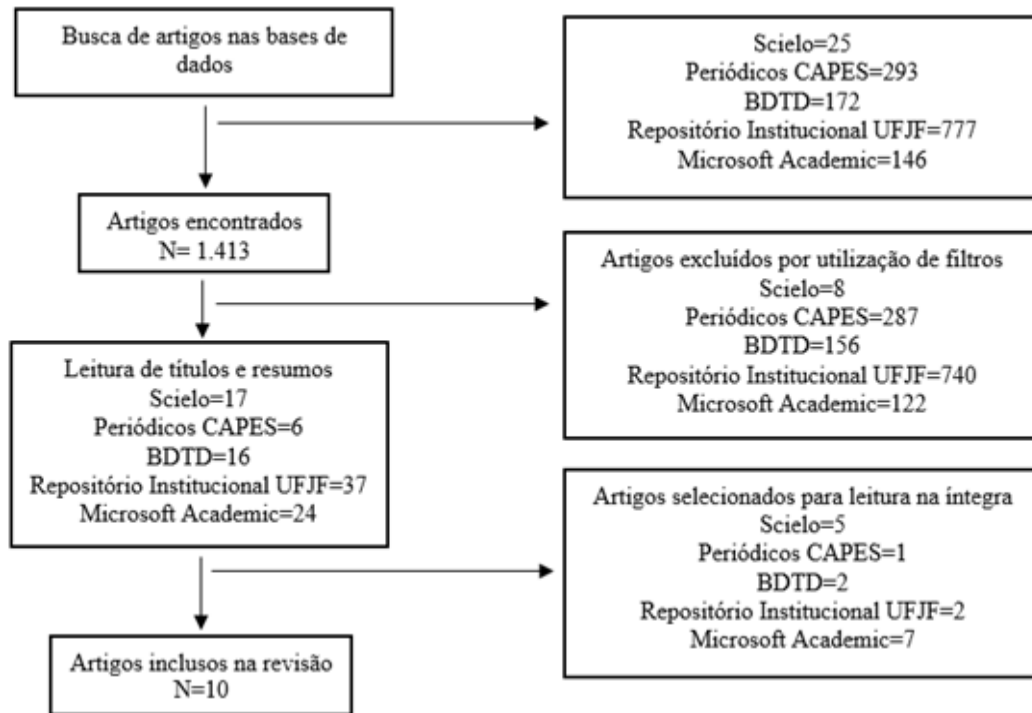 Busca de artigos nas bases de
dados
Scielo=25
Periódicos CAPES=293
BDTD=172
Repositório Institucional UFJF=777
Microsoft Academic=146
Artigos encontrados
N= 1.413
Artigos excluídos por utilização de filtros
Scielo=8
Periódicos CAPES=287
BDTD=156
Repositório Institucional UFJF=740
Microsoft Academic=122
Leitura de títulos e resumos
Scielo=17
Periódicos CAPES=6
BDTD=16
Repositório Institucional UFJF=37
Microsoft Academic=24
Artigos selecionados para leitura na íntegra
Scielo=5
Periódicos CAPES=1
BDTD=2
Repositório Institucional UFJF=2
Microsoft Academic=7
Artigos inclusos na revisão
N=10